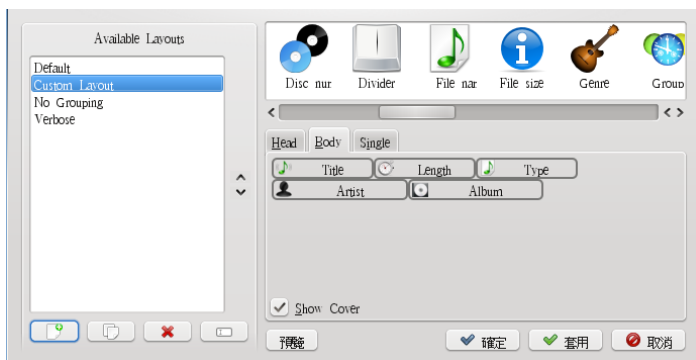 Available Layouts
Default
Custom Layout
No Grouping
Verbose
Disc nur Divider File nar File size Genre Group
Head Body Single
Title Length Type
Artist Album
Show Cover
預覽 確定 套用 取消